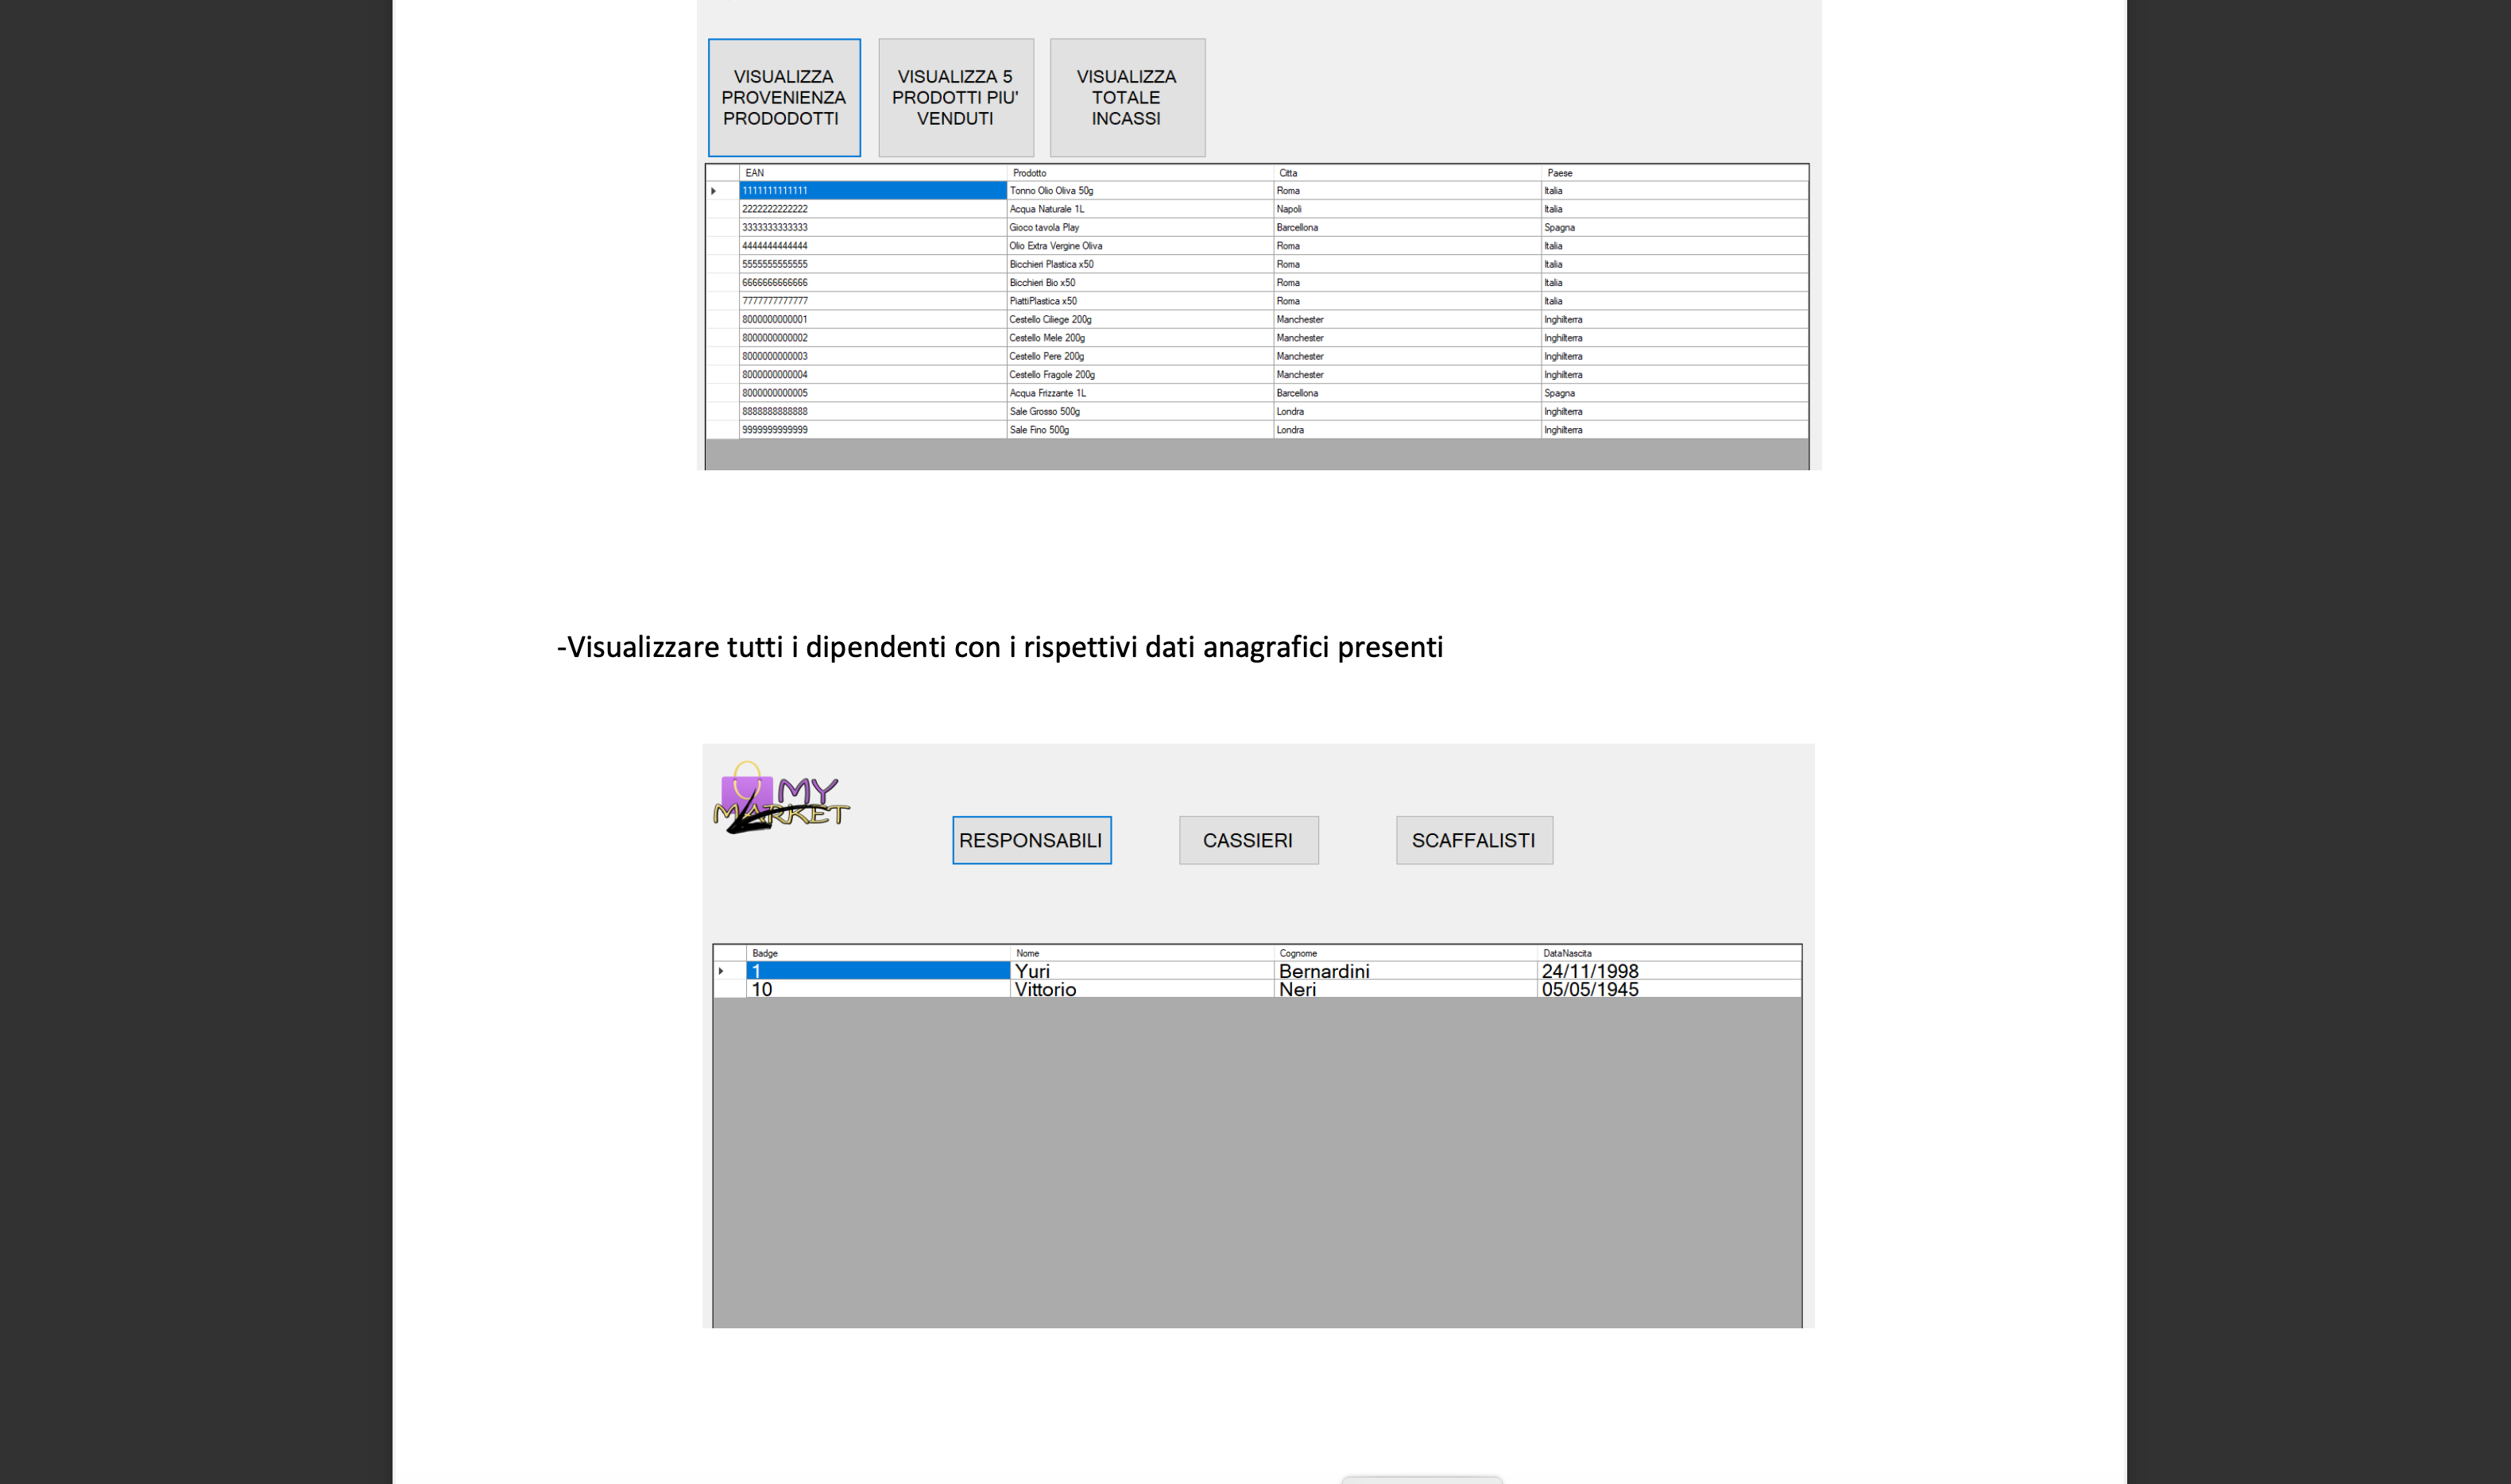 VISUALIZZA PROVENIENZA PRODODOTTI
VISUALIZZA 5 PRODOTTI PIU' VENDUTI
VISUALIZZA TOTALE INCASSI
EAN Prodotto Citta Paese
1111111111111 Tonno Olio Oliva 50g Roma Italia
2222222222222 Acqua Naturale 1L Napoli Italia
3333333333333 Gioco tavola Play Barcellona Spagna
4444444444444 Olio Extra Vergine Oliva Roma Italia
5555555555555 Bicchieri Plastica x50 Roma Italia
6666666666666 Bicchieri Bio x50 Roma Italia
7777777777777 PiattiPlastica x50 Roma Italia
8000000000001 Cestello Ciliege 200g Manchester Inghilterra
8000000000002 Cestello Mele 200g Manchester Inghilterra
8000000000003 Cestello Pere 200g Manchester Inghilterra
8000000000004 Cestello Fragole 200g Manchester Inghilterra
8000000000005 Acqua Frizzante 1L Barcellona Spagna
8888888888888 Sale Grosso 500g Londra Inghilterra
9999999999999 Sale Fino 500g Londra Inghilterra
-Visualizzare tutti i dipendenti con i rispettivi dati anagrafici presenti
MY
MARKET
RESPONSABILI CASSIERI SCAFFALISTI
Badge Nome Cognome DataNascita
1 Yuri Bernardini 24/11/1998
10 Vittorio Neri 05/05/1945